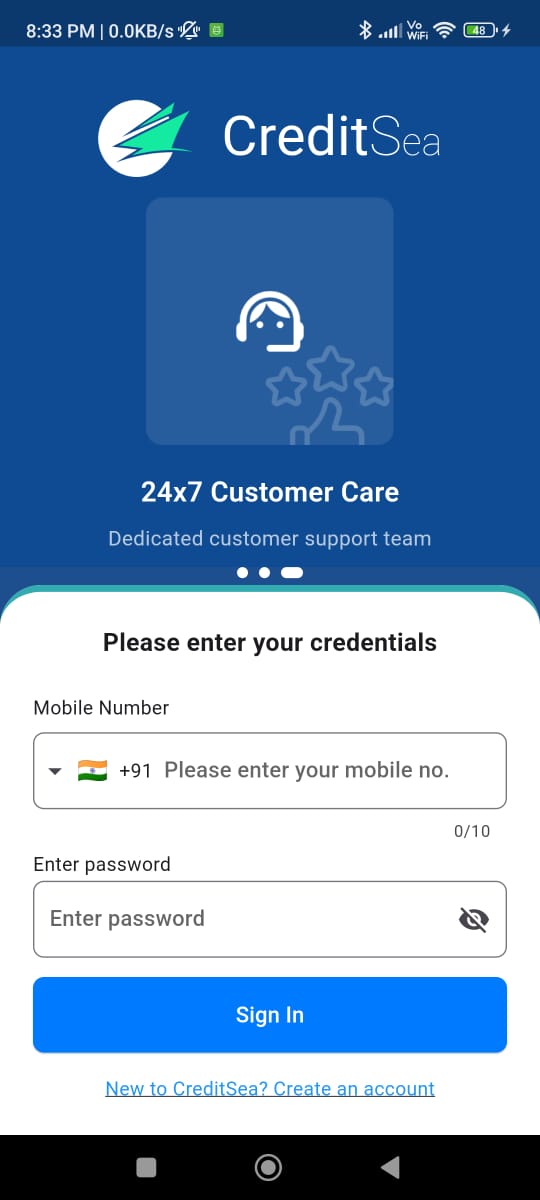 8:33 PM | 0.0KB/s
Vo
WiFi
48
CreditSea
24x7 Customer Care
Dedicated customer support team
Please enter your credentials
Mobile Number
+91 Please enter your mobile no.
0/10
Enter password
Enter password
Sign In
New to CreditSea? Create an account